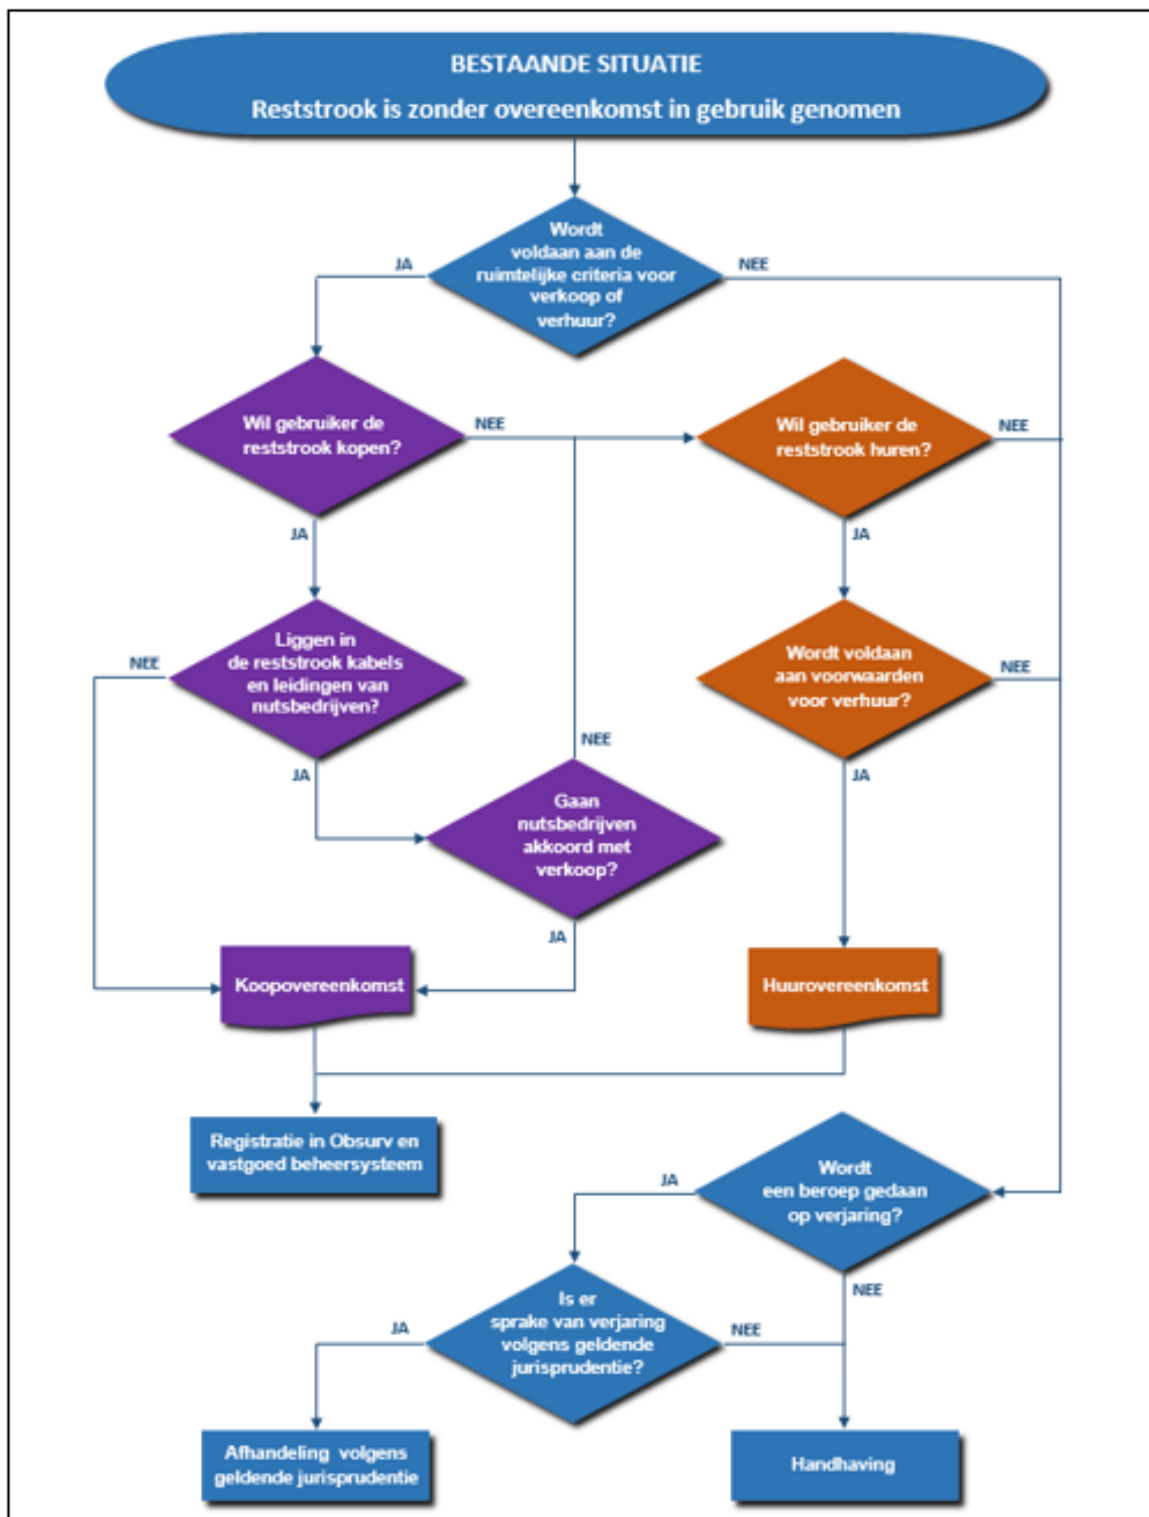 BESTAANDE SITUATIE
Reststrook is zonder overeenkomst in gebruik genomen
Wordt
voldaan aan de
ruimtelijke criteria voor
verkoop of
verhuur?
JA
NEE
Wil gebruiker de
reststrook kopen?
NEE
Wil gebruiker de
reststrook huren?
NEE
JA
JA
Liggen in
de reststrook kabels
en leidingen van
nutsbedrijven?
NEE
Wordt voldaan
aan voorwaarden
voor verhuur?
NEE
NEE
JA
JA
Gaan
nutsbedrijven
akkoord met
verkoop?
JA
Koopovereenkomst
Huurovereenkomst
Registratie in Obsurv en
vastgoed beheersysteem
Wordt
een beroep gedaan
op verjaring?
JA
NEE
Is er
sprake van verjaring
volgens geldende
jurisprudentie?
JA
NEE
Afhandeling volgens
geldende jurisprudentie
Handhaving